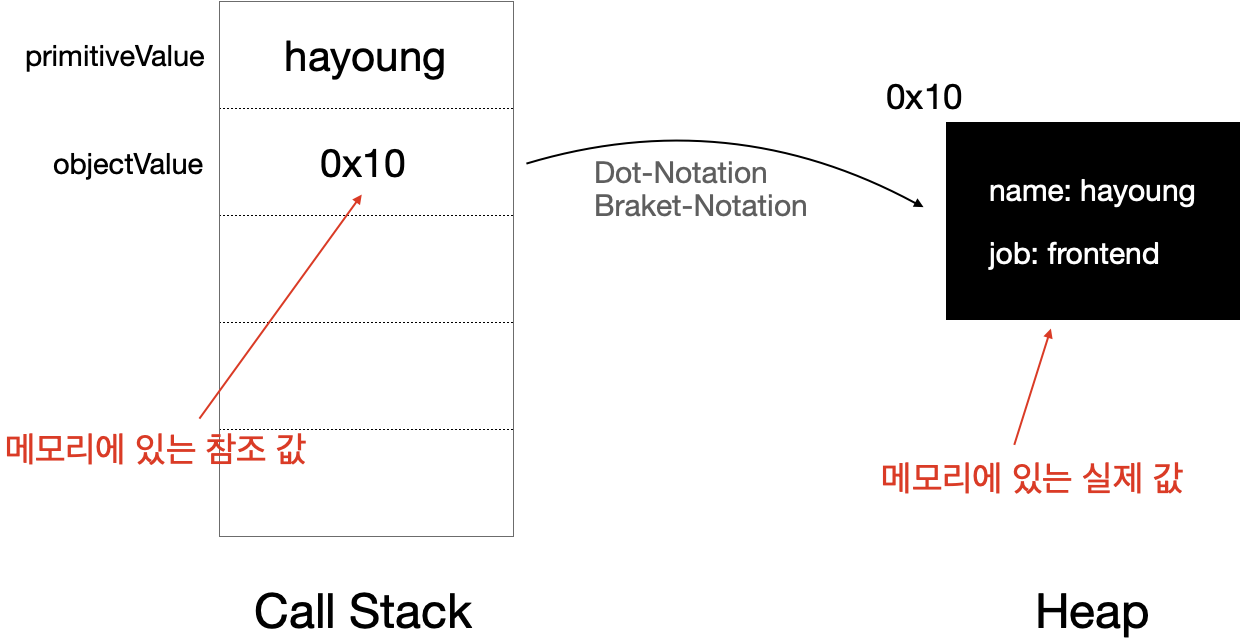 primitiveValue
hayoung
0x10
objectValue
0x10
Dot-Notation
Braket-Notation
name: hayoung
job: frontend
메모리에 있는 참조 값
메모리에 있는 실제 값
Call Stack
Heap